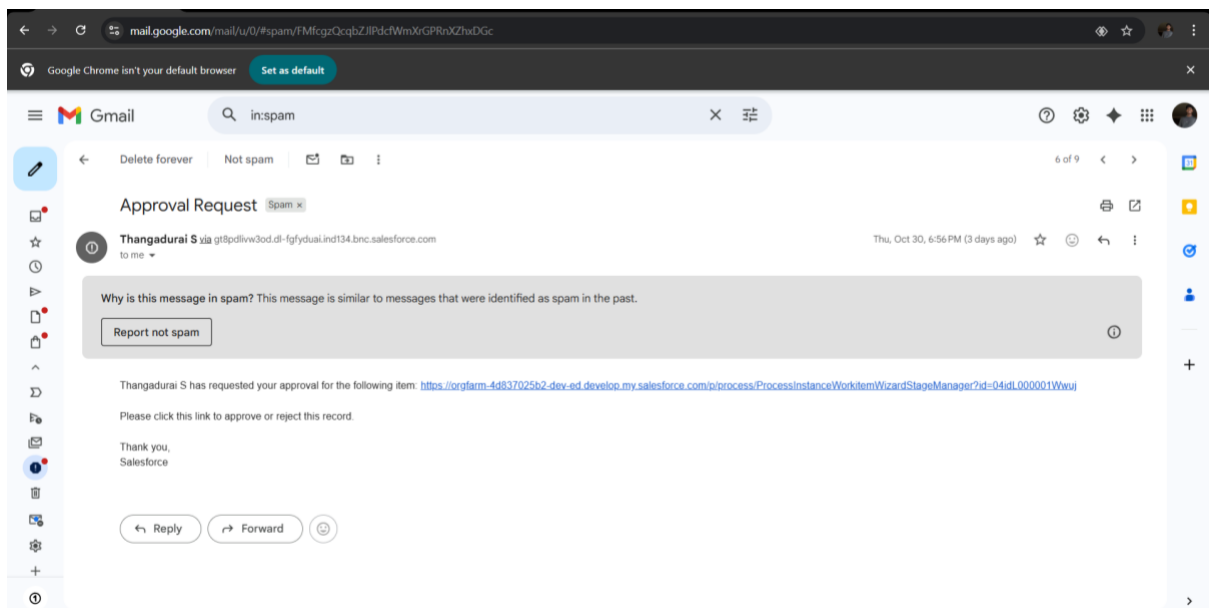 mail.google.com/mail/u/0/#spam/FMfcgzQcqbZJlPdcfWmXrGPRnXZhxDGc
Google Chrome isn't your default browser Set as default
Gmail in:spam
Delete forever Not spam 6 of 9
Approval Request Spam ×
Thangadurai S via gt8pdlivw3od.dl-fgfyduai.ind134.bnc.salesforce.com Thu, Oct 30, 6:56 PM (3 days ago)
to me
Why is this message in spam? This message is similar to messages that were identified as spam in the past.
Report not spam
Thangadurai S has requested your approval for the following item: https://orgfarm-4d837025b2-dev-ed.develop.my.salesforce.com/p/process/ProcessInstanceWorkitemWizardStageManager?id=04idL000001Wwuj
Please click this link to approve or reject this record.
Thank you,
Salesforce
Reply Forward